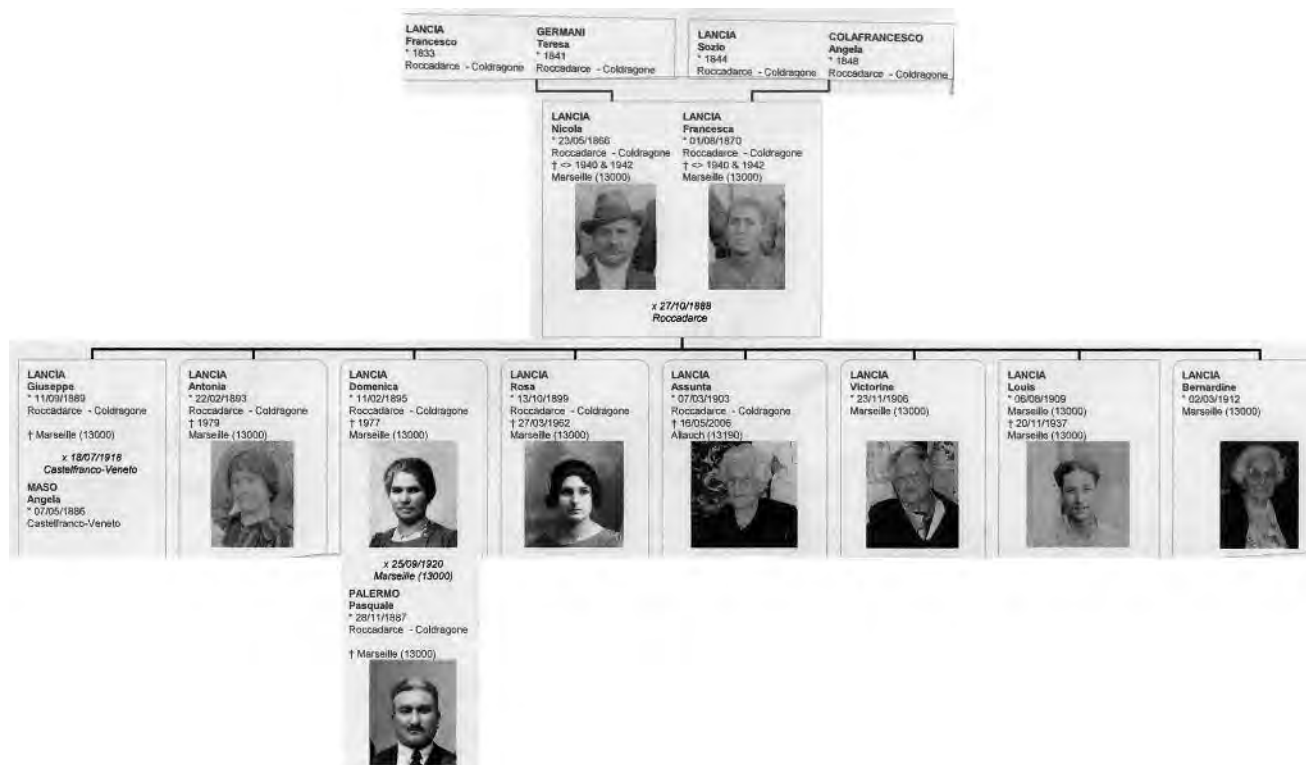 LANCIA
Francesco
* 1833
Roccadarce - Coldragone
GERMANI
Teresa
* 1841
Roccadarce - Coldragone
LANCIA
Sozio
* 1844
Roccadarce - Coldragone
COLAFRANCESCO
Angela
* 1848
Roccadarce - Coldragone
LANCIA
Nicola
* 23/05/1866
Roccadarce - Coldragone
† <> 1940 & 1942
Marseille (13000)
LANCIA
Francesca
* 01/08/1870
Roccadarce - Coldragone
† <> 1940 & 1942
Marseille (13000)
x 27/10/1888
Roccadarce
LANCIA
Giuseppe
* 11/09/1889
Roccadarce - Coldragone
† Marseille (13000)
x 18/07/1918
Castelfranco-Veneto
MASO
Angela
* 07/05/1886
Castelfranco-Veneto
LANCIA
Antonia
* 22/02/1893
Roccadarce - Coldragone
† 1979
Marseille (13000)
LANCIA
Domenica
* 11/02/1895
Roccadarce - Coldragone
† 1977
Marseille (13000)
x 25/09/1920
Marseille (13000)
PALERMO
Pasquale
* 28/11/1887
Roccadarce - Coldragone
† Marseille (13000)
LANCIA
Rosa
* 13/10/1899
Roccadarce - Coldragone
† 27/03/1962
Marseille (13000)
LANCIA
Assunta
* 07/03/1903
Roccadarce - Coldragone
† 16/05/2006
Allauch (13190)
LANCIA
Victorine
* 23/11/1906
Marseille (13000)
LANCIA
Louis
* 06/08/1909
Marseille (13000)
† 20/11/1937
Marseille (13000)
LANCIA
Bernardine
* 02/03/1912
Marseille (13000)